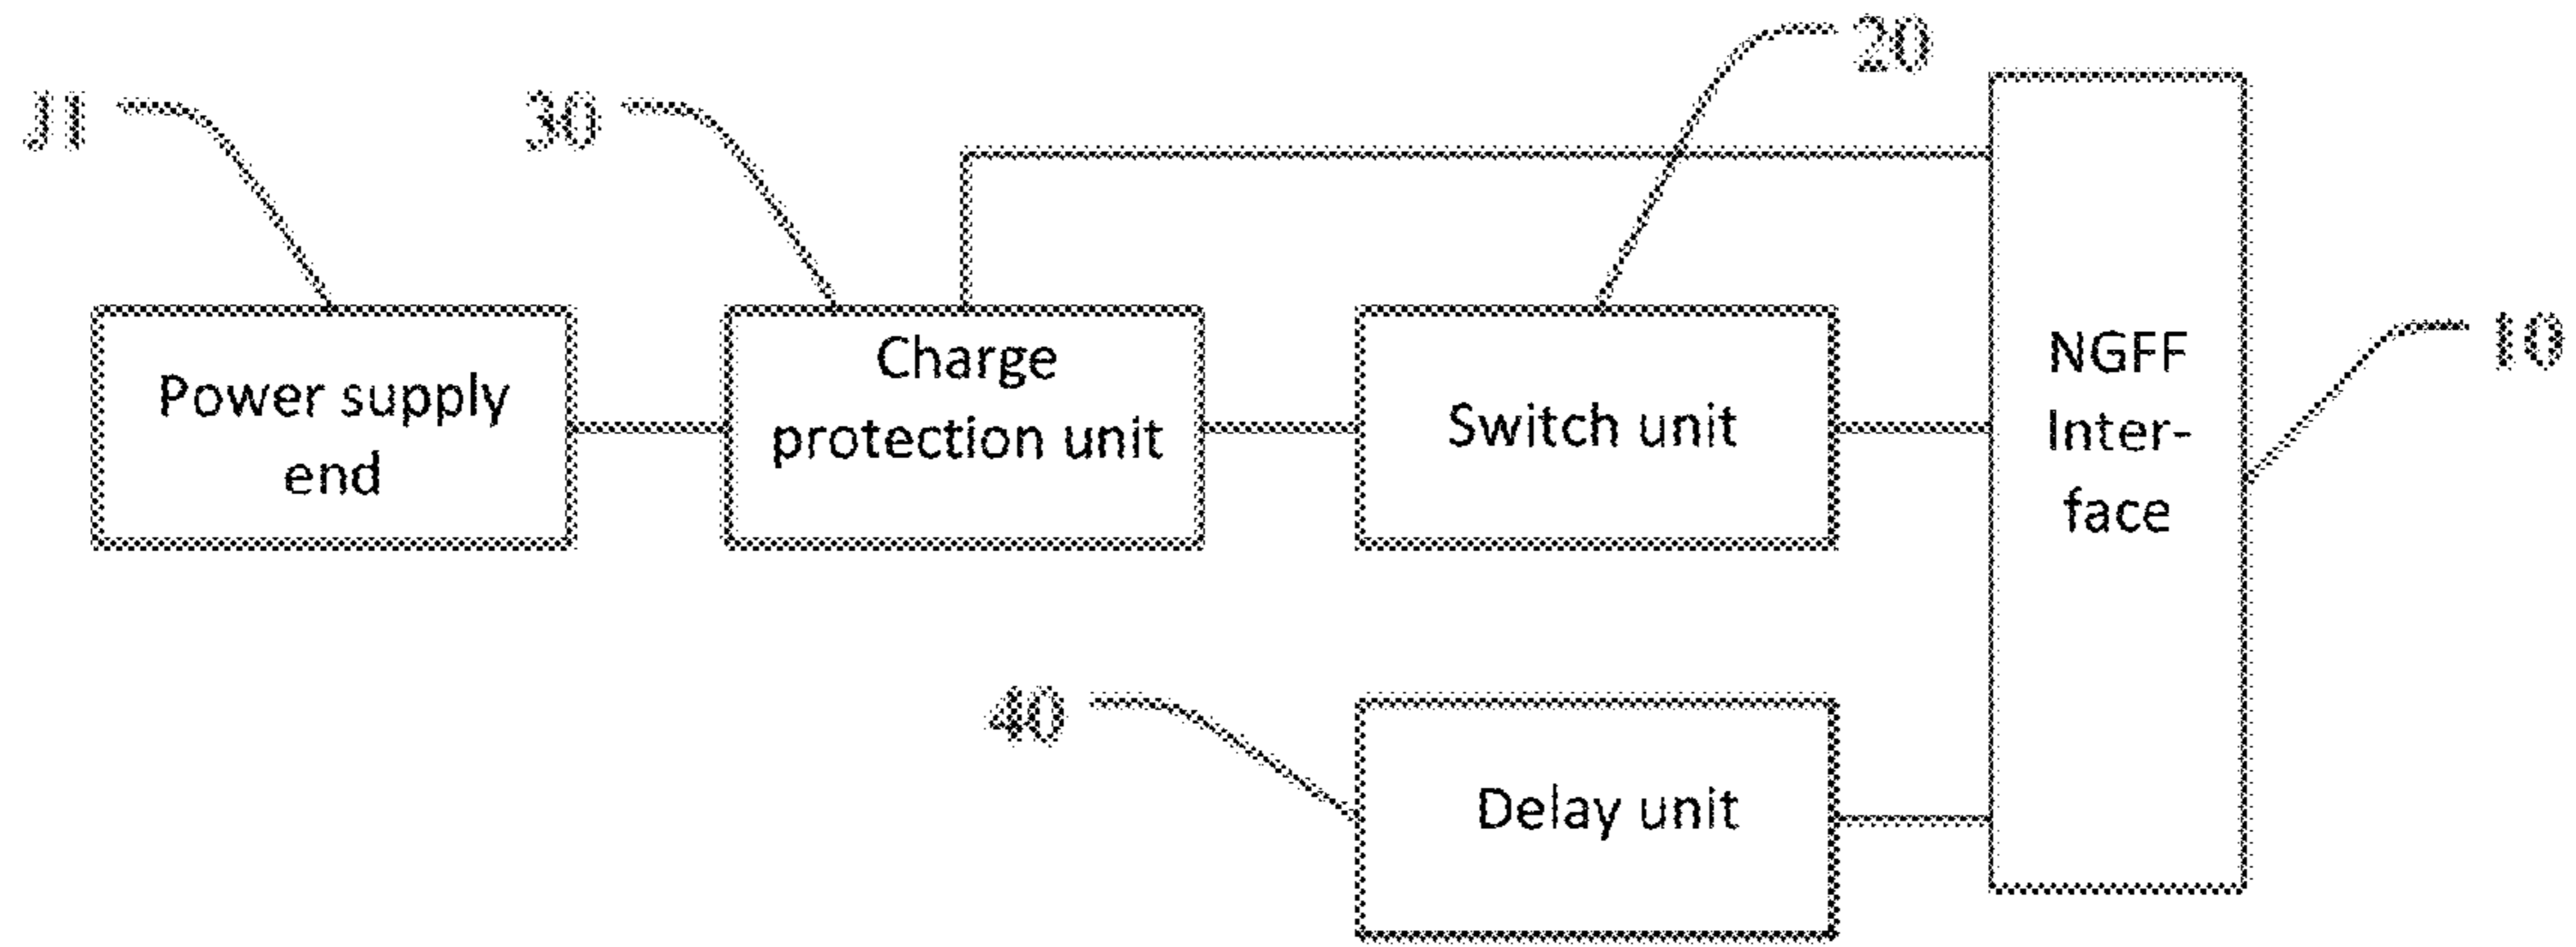 20
J1
30
10
Power supply
end
Charge
protection unit
Switch unit
NGFF
Inter-
face
40
Delay unit